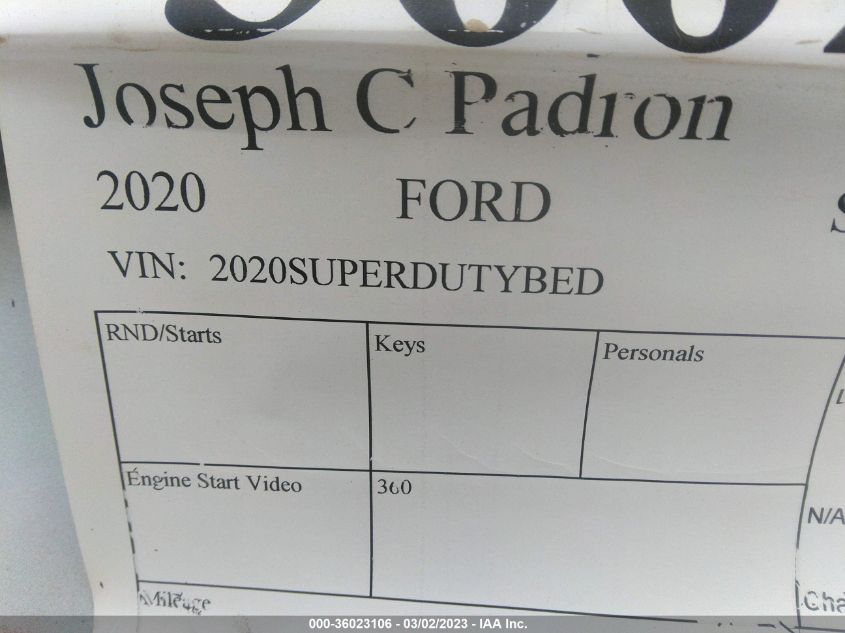 Joseph C Padron
2020 FORD S
VIN: 2020SUPERDUTYBED
RND/Starts Keys Personals
Engine Start Video 360 N/A
Mileage Cha
000-36023106 - 03/02/2023 - IAA Inc.